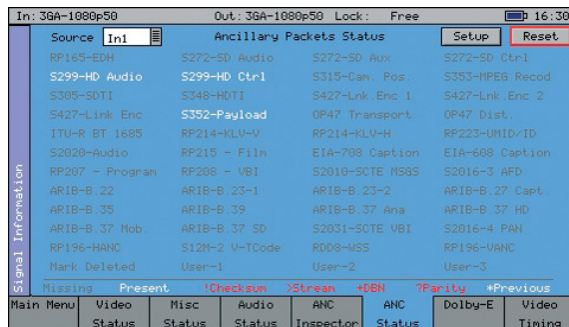 In: 3GA-1080p50 Out: 3GA-1080p50 Lock: Free 16:30
Source In1 Ancillary Packets Status Setup Reset
RP165-EDH S272-SD Audio S272-SD Aux S272-SD Ctrl
S299-HD Audio S299-HD Ctrl S315-Cam. Pos. S353-MPEG Recod
S305-SDTI S348-HDTI S427-Lnk.Enc 1 S427-Lnk.Enc 2
S427-Link Enc S352-Payload OP47 Transport OP47 Dist.
ITU-R BT 1685 RP214-KLV-V RP214-KLV-H RP223-UMID/ID
S2020-Audio RP215 - Film EIA-708 Caption EIA-608 Caption
RP207 - Program RP208 - VBI S2010-SCTE MSGS S2016-3 AFD
ARIB-B.22 ARIB-B.23-1 ARIB-B.23-2 ARIB-B.27 Capt.
ARIB-B.35 ARIB-B.39 ARIB-B.37 Ana ARIB-B.37 HD
ARIB-B.37 Mob. ARIB-B.37 SD S2031-SCTE VBI S2016-4 PAN
RP196-HANC S12M-2 V-TCode RDD8-WSS RP196-VANC
Mark Deleted User-1 User-2 User-3
Missing Present !Checksum >Stream +DBN ?Parity *Previous
Signal Information
Main Menu Video Status Misc Status Audio Status ANC Inspector ANC Status Dolby-E Video Timing